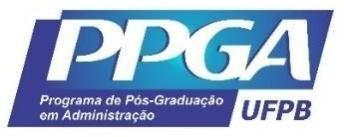 PPGA
Programa de Pós-Graduação
em Administração
UFPB